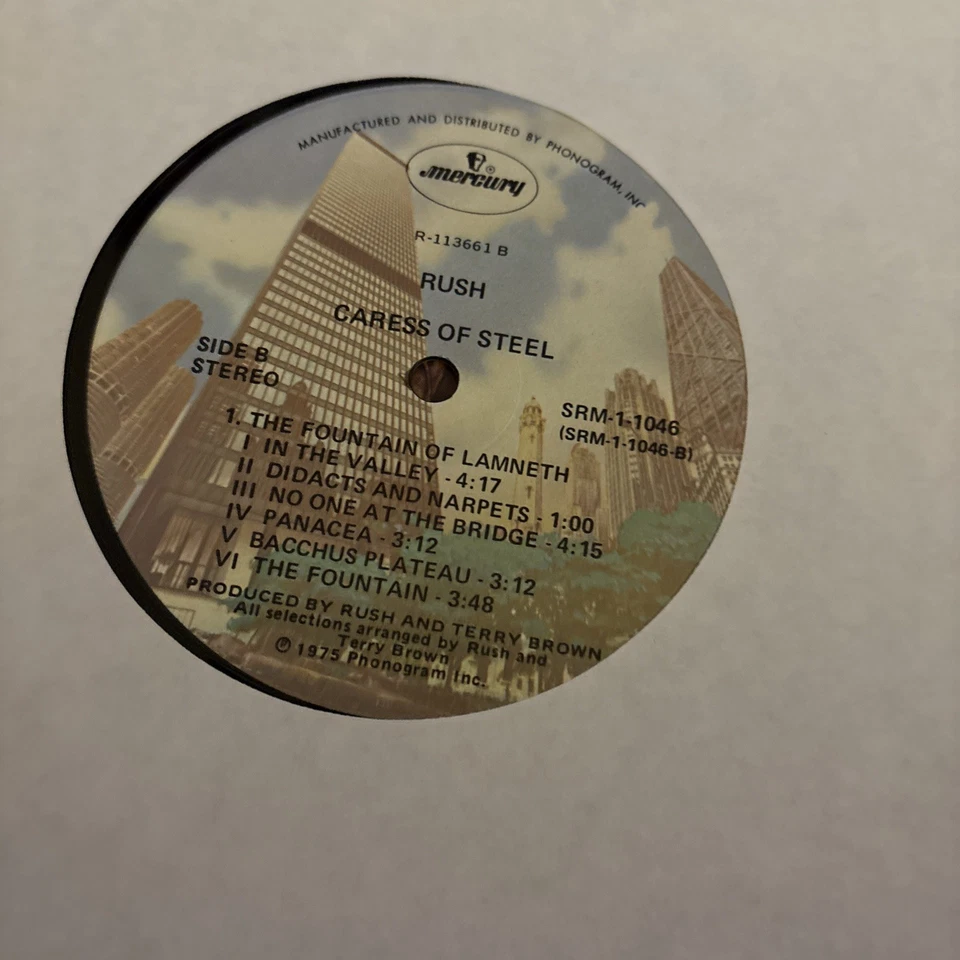 MANUFACTURED AND DISTRIBUTED BY PHONOGRAM, INC
mercury®
R-113661 B
RUSH
CARESS OF STEEL
SIDE B
STEREO
SRM-1-1046
(SRM-1-1046-B)
1. THE FOUNTAIN OF LAMNETH
I IN THE VALLEY - 4:17
II DIDACTS AND NARPETS - 1:00
III NO ONE AT THE BRIDGE - 4:15
IV PANACEA - 3:12
V BACCHUS PLATEAU - 3:12
VI THE FOUNTAIN - 3:48
PRODUCED BY RUSH AND TERRY BROWN
All selections arranged by Rush and
Terry Brown
℗ 1975 Phonogram Inc.